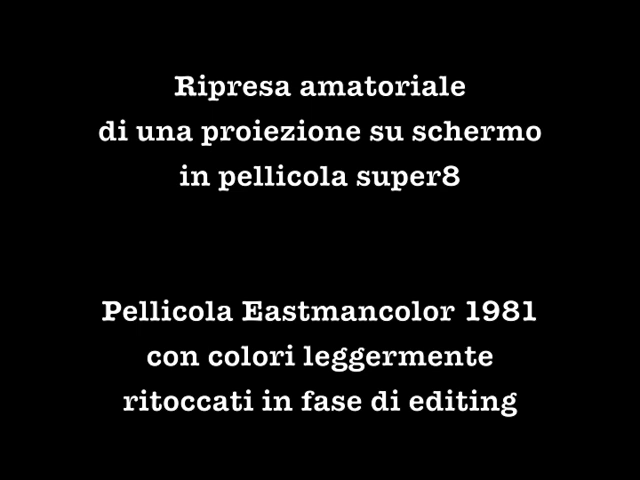 Ripresa amatoriale
di una proiezione su schermo
in pellicola super8
Pellicola Eastmancolor 1981
con colori leggermente
ritoccati in fase di editing